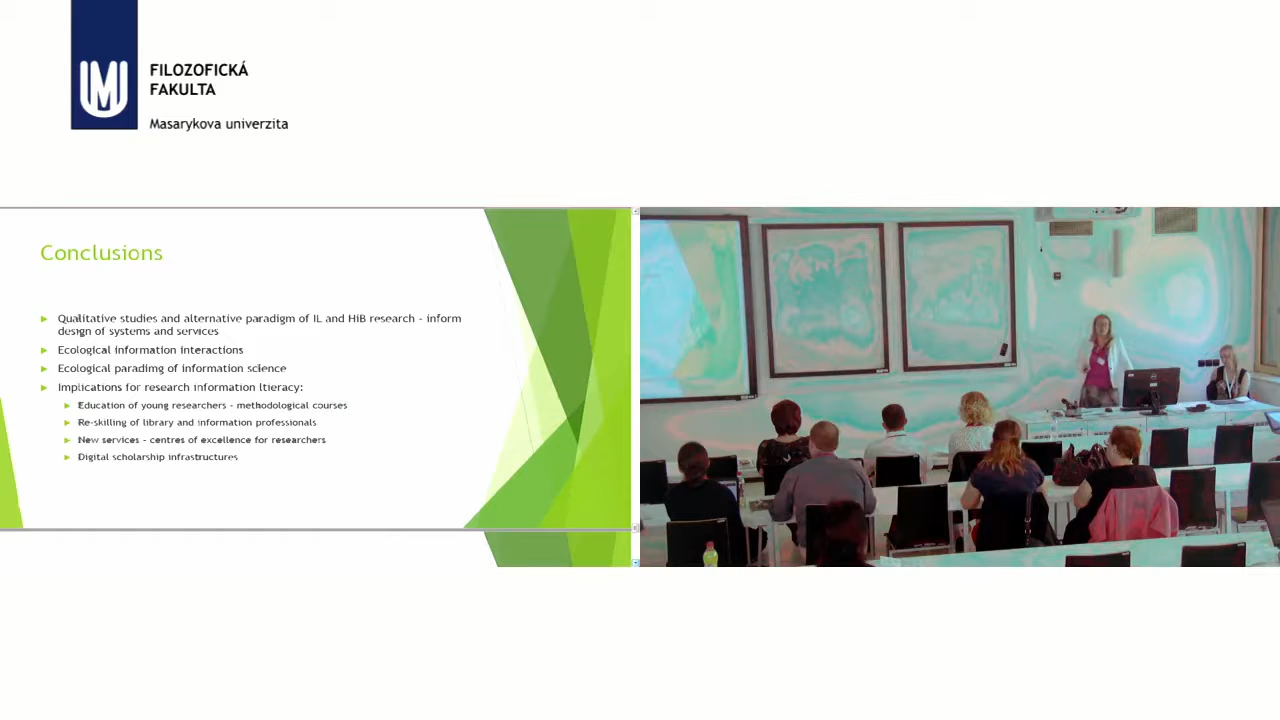 FILOZOFICKÁ
FAKULTA
Masarykova univerzita
Conclusions
Qualitative studies and alternative paradigm of IL and HiB research - inform
design of systems and services
Ecological information interactions
Ecological paradimg of information science
Implications for research information ltieracy:
Education of young researchers - methodological courses
Re-skilling of library and information professionals
New services - centres of excellence for researchers
Digital scholarship infrastructures